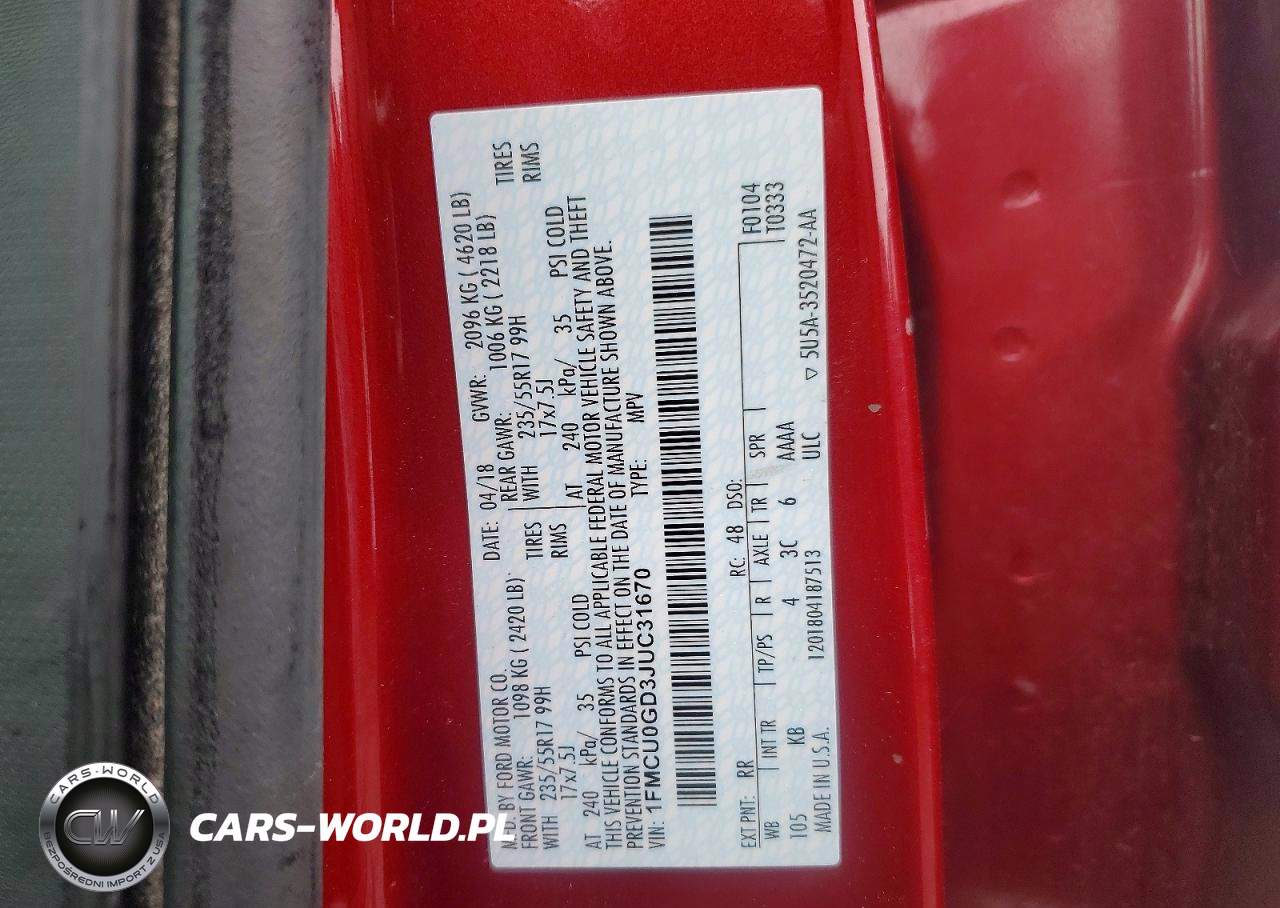 MFD. BY FORD MOTOR CO.
DATE: 04/18 GVWR: 2096 KG ( 4620 LB)
FRONT GAWR: 1098 KG ( 2420 LB) REAR GAWR: 1006 KG ( 2218 LB)
WITH 235/55R17 99H TIRES WITH 235/55R17 99H TIRES
17x7.5J RIMS 17x7.5J RIMS
AT 240 kPa/ 35 PSI COLD AT 240 kPa/ 35 PSI COLD
THIS VEHICLE CONFORMS TO ALL APPLICABLE FEDERAL MOTOR VEHICLE SAFETY AND THEFT
PREVENTION STANDARDS IN EFFECT ON THE DATE OF MANUFACTURE SHOWN ABOVE.
VIN: 1FMCU0GD3JUC31670 TYPE: MPV
EXT PNT: RR RC: 48 DSO: F0104
WB INT TR TP/PS R AXLE TR SPR T0333
105 KB 4 3C 6 AAAA
MADE IN U.S.A. 1201804187513 ULC ▽ 5U5A-3520472-AA
CARS-WORLD
CW
BEZPOŚREDNI IMPORT Z USA
CARS-WORLD.PL